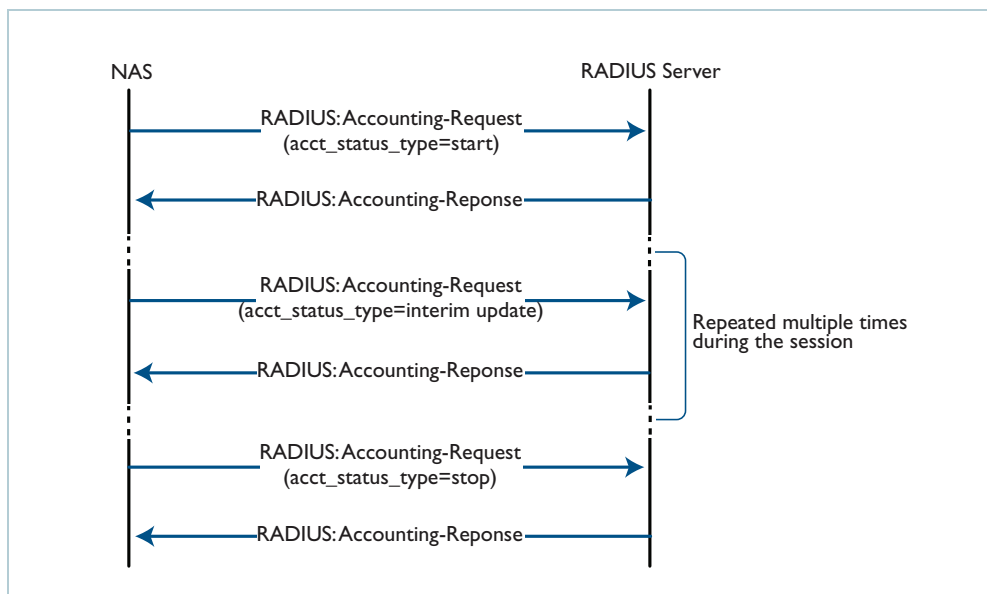 NAS
RADIUS Server
RADIUS: Accounting-Request
(acct_status_type=start)
RADIUS: Accounting-Reponse
RADIUS: Accounting-Request
(acct_status_type=interim update)
Repeated multiple times
during the session
RADIUS: Accounting-Reponse
RADIUS: Accounting-Request
(acct_status_type=stop)
RADIUS: Accounting-Reponse